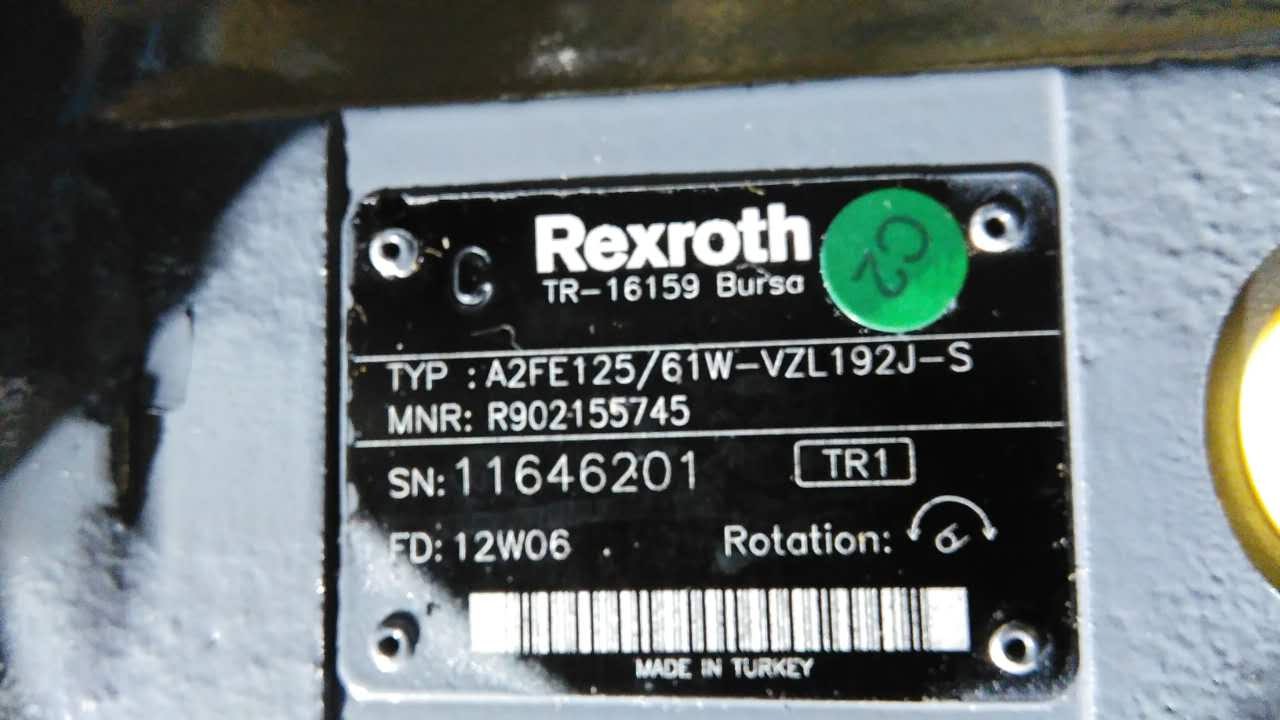 Rexroth
G
TR-16159 Bursa
C2
TYP : A2FE125/61W-VZL192J-S
MNR: R902155745
SN: 11646201
TR1
FD: 12W06
Rotation:
MADE IN TURKEY